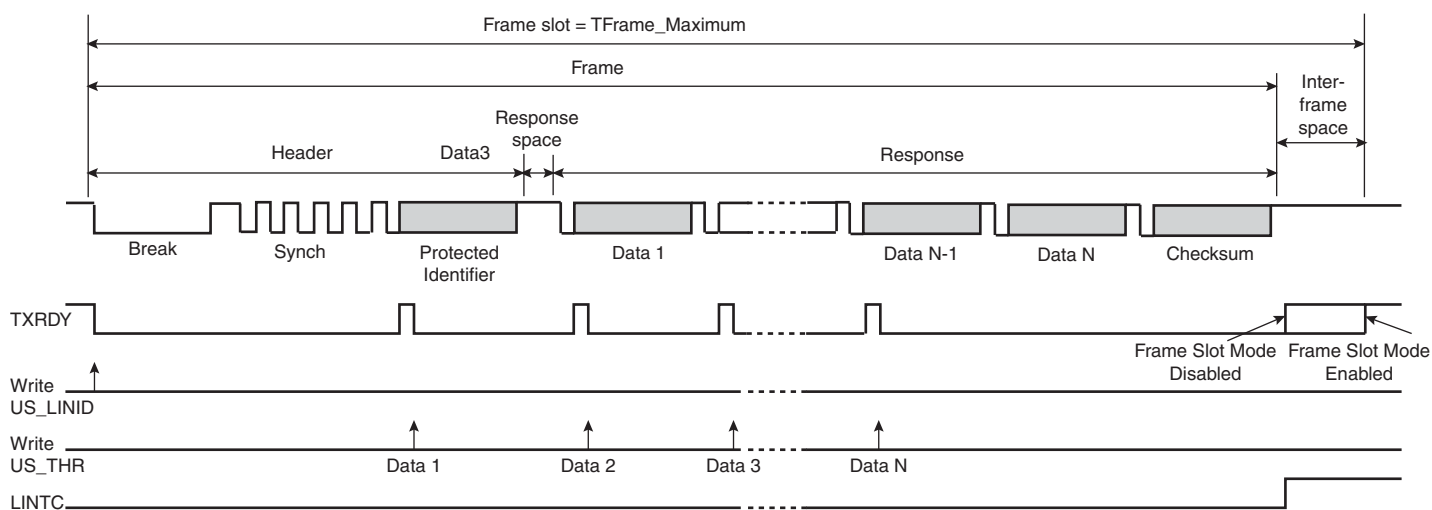 Frame slot = TFrame_Maximum
Frame
Inter-
frame
space
Response
space
Header
Data3
Response
Break
Synch
Protected
Identifier
Data 1
Data N-1
Data N
Checksum
TXRDY
Frame Slot Mode
Disabled
Frame Slot Mode
Enabled
Write
US_LINID
Write
US_THR
Data 1
Data 2
Data 3
Data N
LINTC